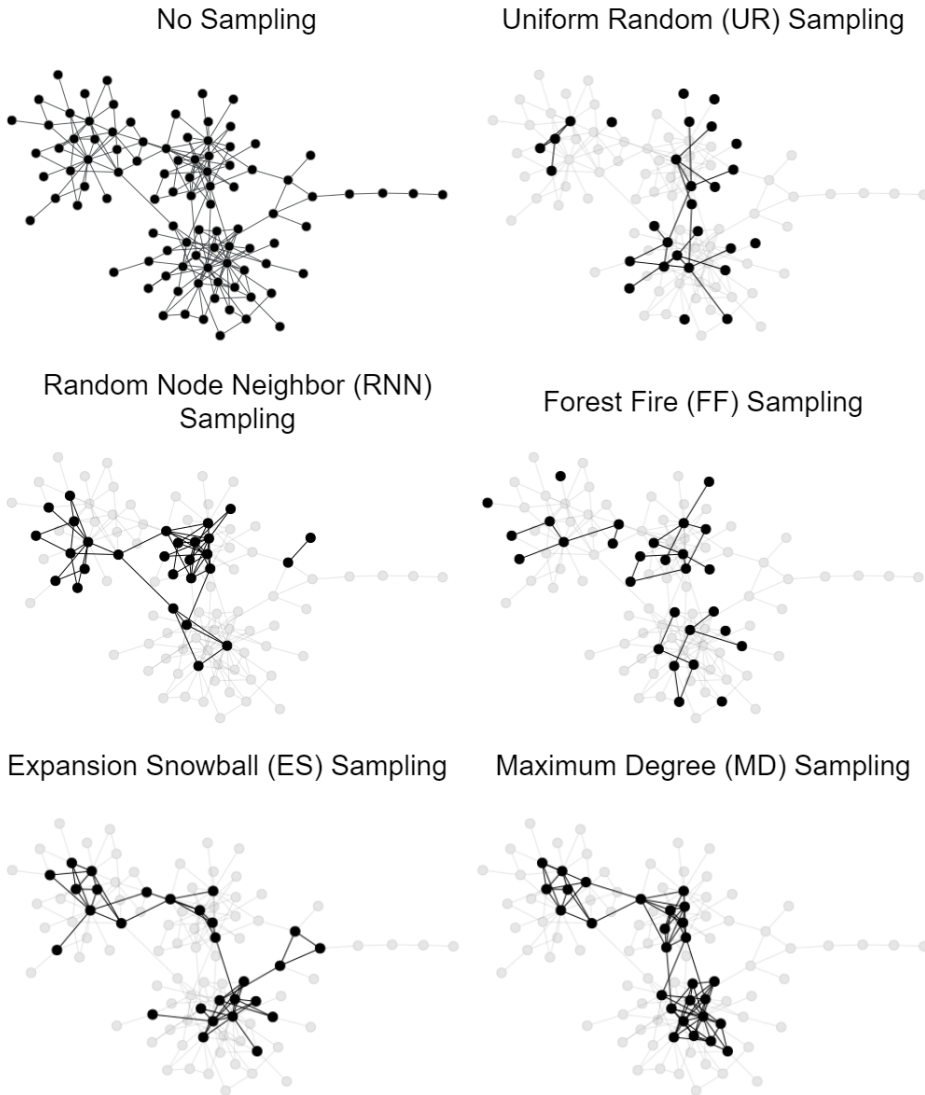 No Sampling
Uniform Random (UR) Sampling
Random Node Neighbor (RNN)
Sampling
Forest Fire (FF) Sampling
Expansion Snowball (ES) Sampling
Maximum Degree (MD) Sampling